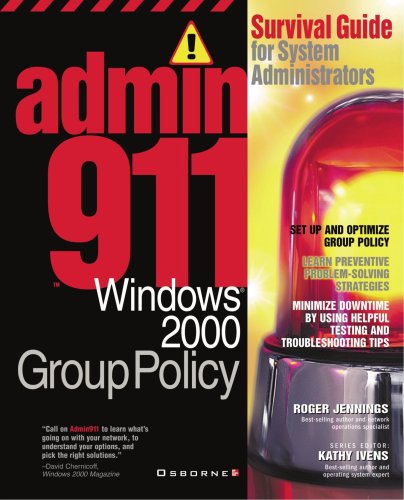 Survival Guide
for System
Administrators
!
admin
911
™
Windows®
2000
Group Policy
SET UP AND OPTIMIZE
GROUP POLICY
LEARN PREVENTIVE
PROBLEM-SOLVING
STRATEGIES
MINIMIZE DOWNTIME
BY USING HELPFUL
TESTING AND
TROUBLESHOOTING TIPS
ROGER JENNINGS
Best-selling author and network
operations specialist
SERIES EDITOR:
KATHY IVENS
Best-selling author and
operating system expert
"Call on Admin911 to learn what's
going on with your network, to
understand your options, and
pick the right solutions."
–David Chernicoff,
Windows 2000 Magazine
OSBORNE